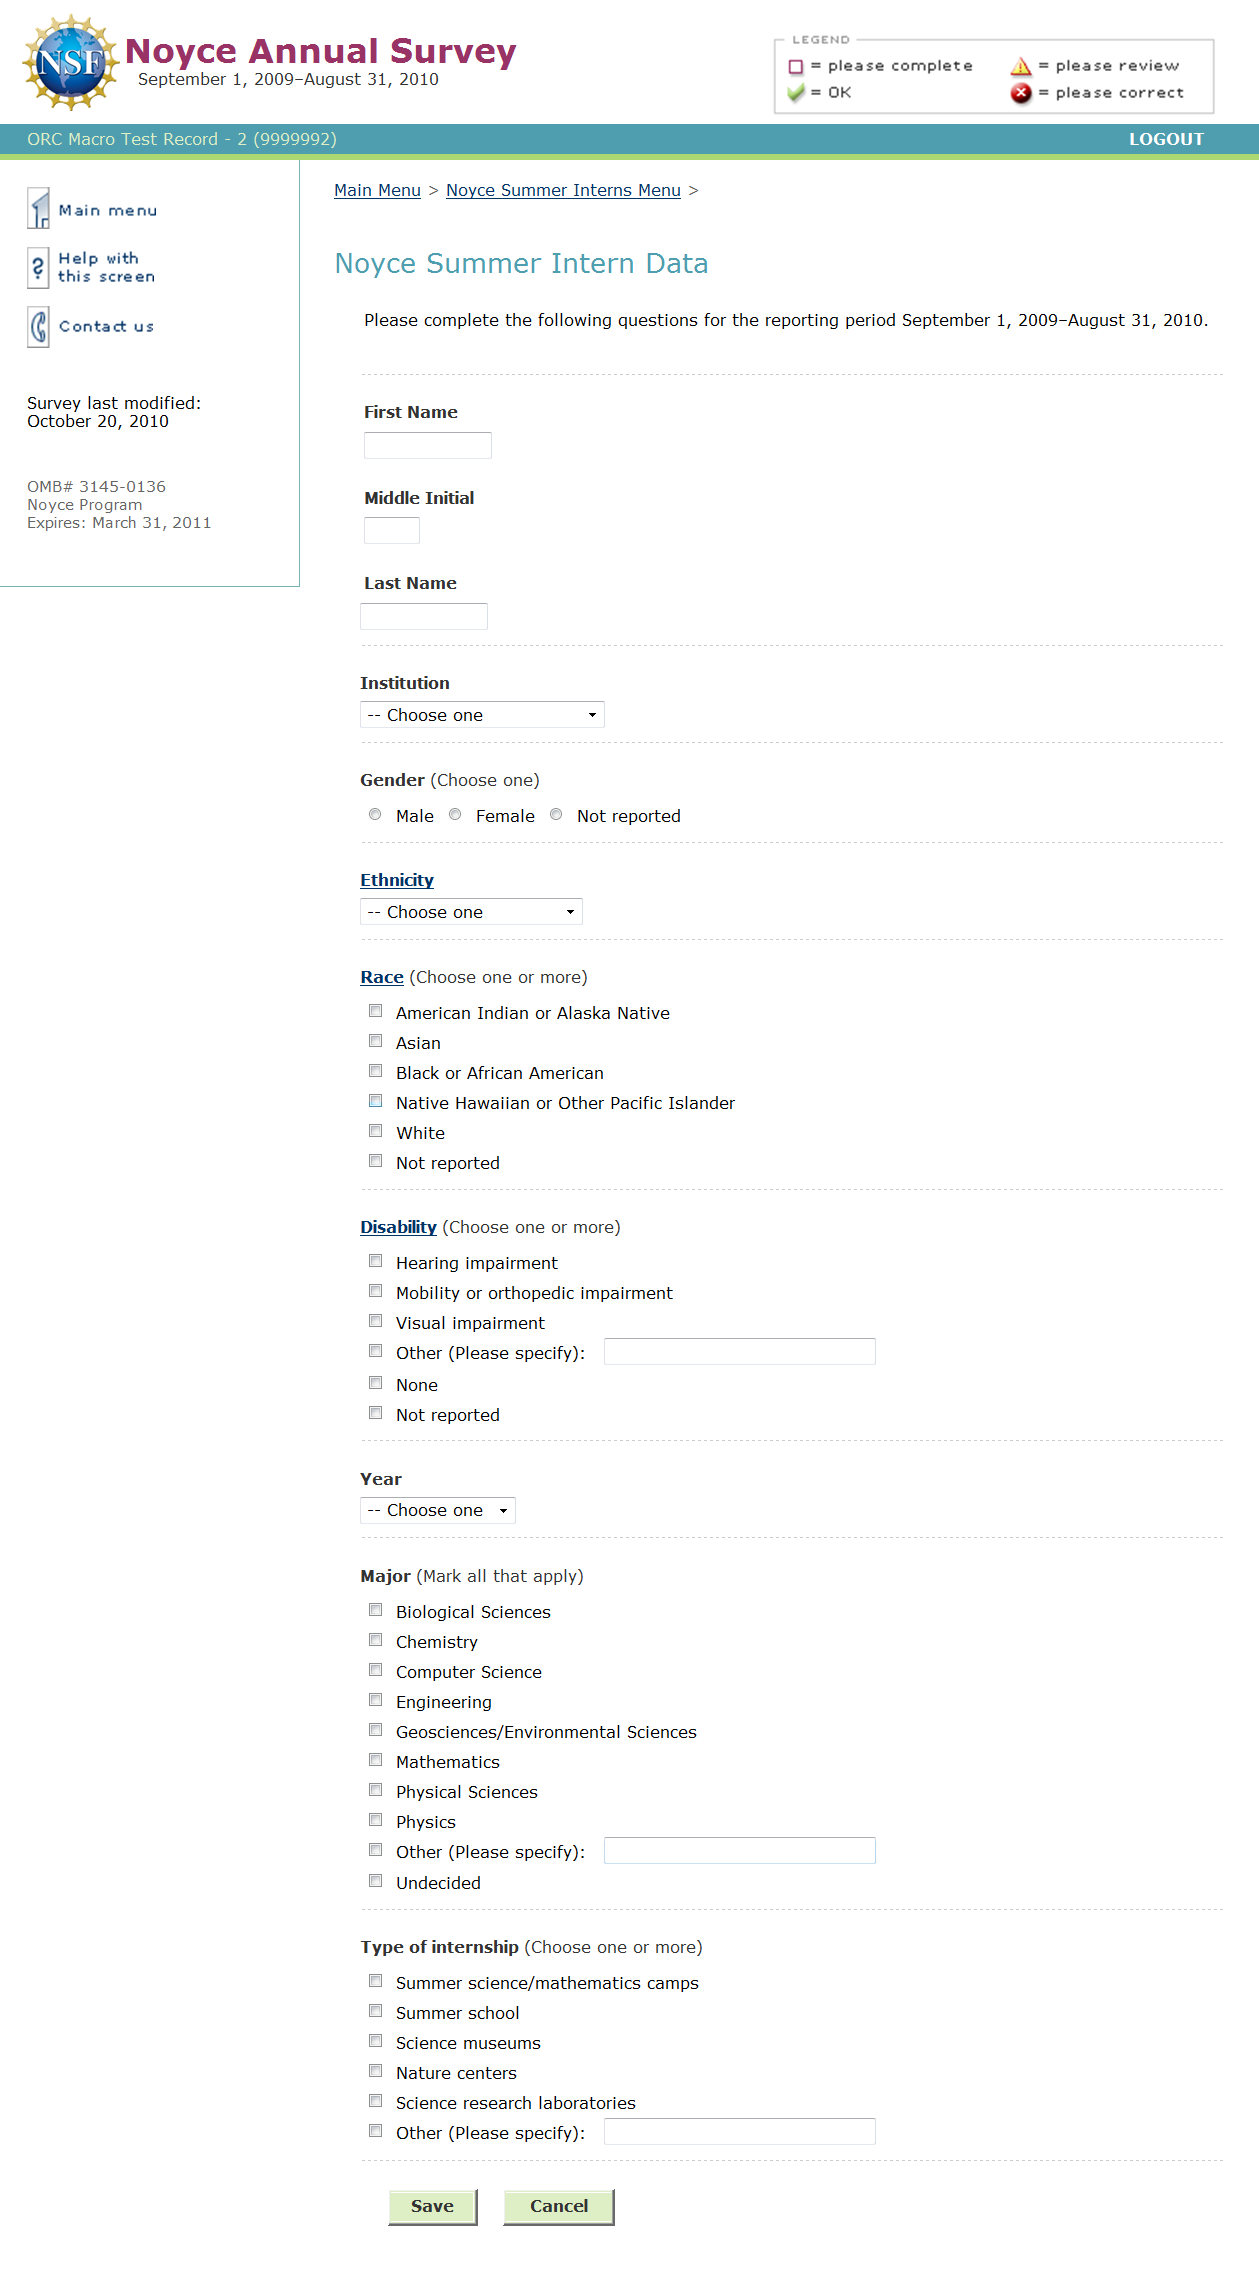 NSF
Noyce Annual Survey
September 1, 2009–August 31, 2010
LEGEND
= please complete
= please review
= OK
= please correct
ORC Macro Test Record - 2 (9999992)
LOGOUT
Main menu
Help with
this screen
Contact us
Survey last modified:
October 20, 2010
OMB# 3145-0136
Noyce Program
Expires: March 31, 2011
Main Menu > Noyce Summer Interns Menu >
Noyce Summer Intern Data
Please complete the following questions for the reporting period September 1, 2009–August 31, 2010.
First Name
Middle Initial
Last Name
Institution
-- Choose one
Gender (Choose one)
Male Female Not reported
Ethnicity
-- Choose one
Race (Choose one or more)
American Indian or Alaska Native
Asian
Black or African American
Native Hawaiian or Other Pacific Islander
White
Not reported
Disability (Choose one or more)
Hearing impairment
Mobility or orthopedic impairment
Visual impairment
Other (Please specify):
None
Not reported
Year
-- Choose one
Major (Mark all that apply)
Biological Sciences
Chemistry
Computer Science
Engineering
Geosciences/Environmental Sciences
Mathematics
Physical Sciences
Physics
Other (Please specify):
Undecided
Type of internship (Choose one or more)
Summer science/mathematics camps
Summer school
Science museums
Nature centers
Science research laboratories
Other (Please specify):
Save Cancel